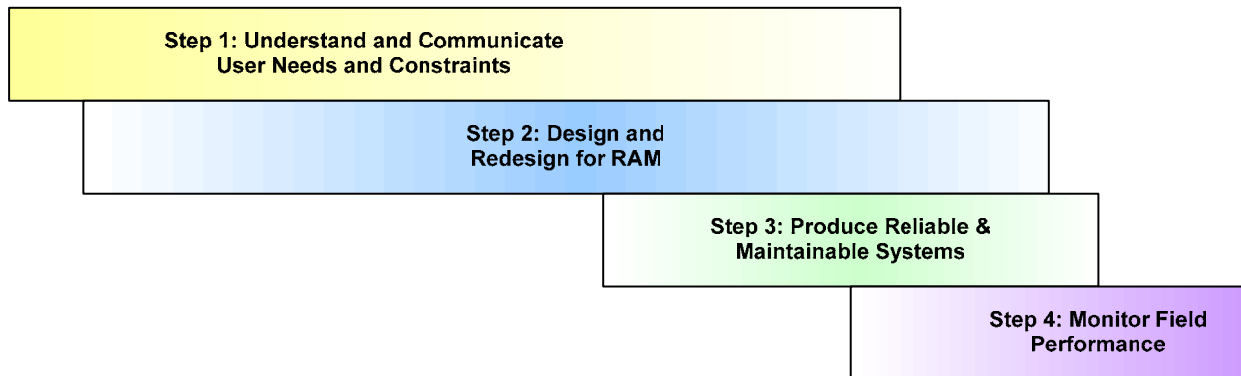 Step 1: Understand and Communicate
User Needs and Constraints
Step 2: Design and
Redesign for RAM
Step 3: Produce Reliable &
Maintainable Systems
Step 4: Monitor Field
Performance